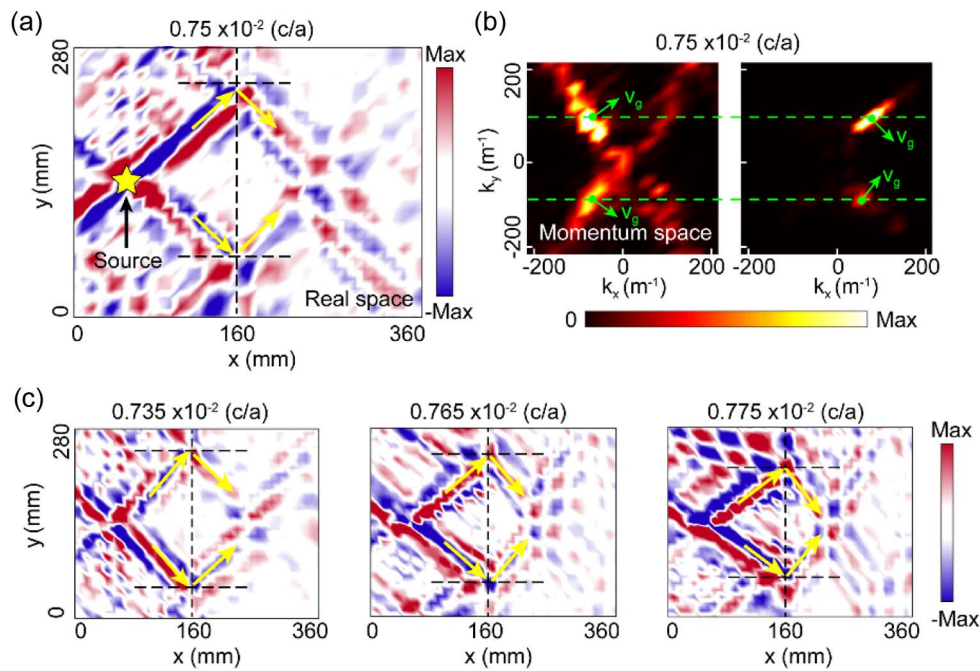 (a)
0.75 x10⁻² (c/a)
280
y (mm)
0
Source
Real space
0
160
360
x (mm)
Max
-Max
(b)
0.75 x10⁻² (c/a)
200
0
-200
k_y (m⁻¹)
V_g
V_g
Momentum space
-200
0
200
k_x (m⁻¹)
V_g
V_g
-200
0
200
k_x (m⁻¹)
0
Max
(c)
0.735 x10⁻² (c/a)
280
y (mm)
0
0
160
360
x (mm)
0.765 x10⁻² (c/a)
0
160
360
x (mm)
0.775 x10⁻² (c/a)
0
160
360
x (mm)
Max
-Max